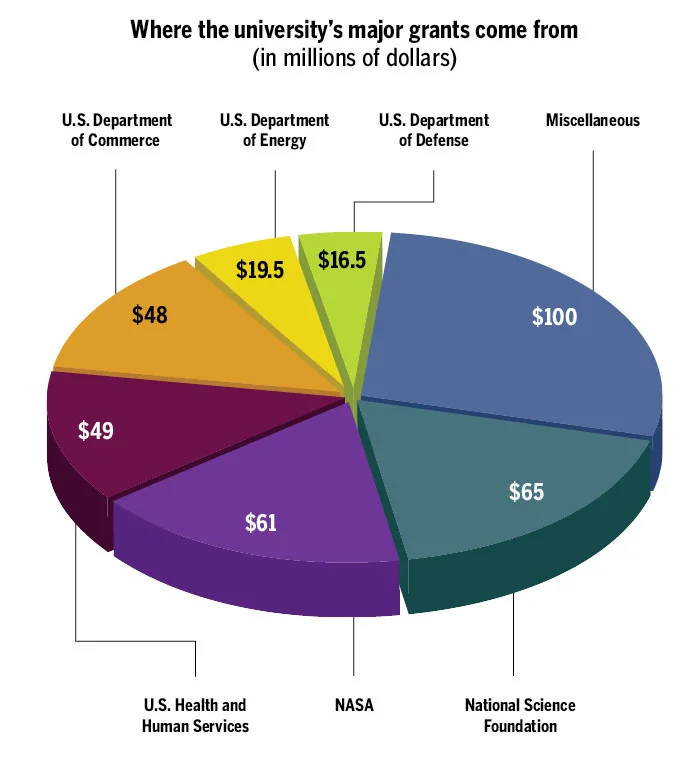 Where the university’s major grants come from
(in millions of dollars)
U.S. Department
of Commerce
U.S. Department
of Energy
U.S. Department
of Defense
Miscellaneous
$48
$19.5
$16.5
$100
$49
$61
$65
U.S. Health and
Human Services
NASA
National Science
Foundation